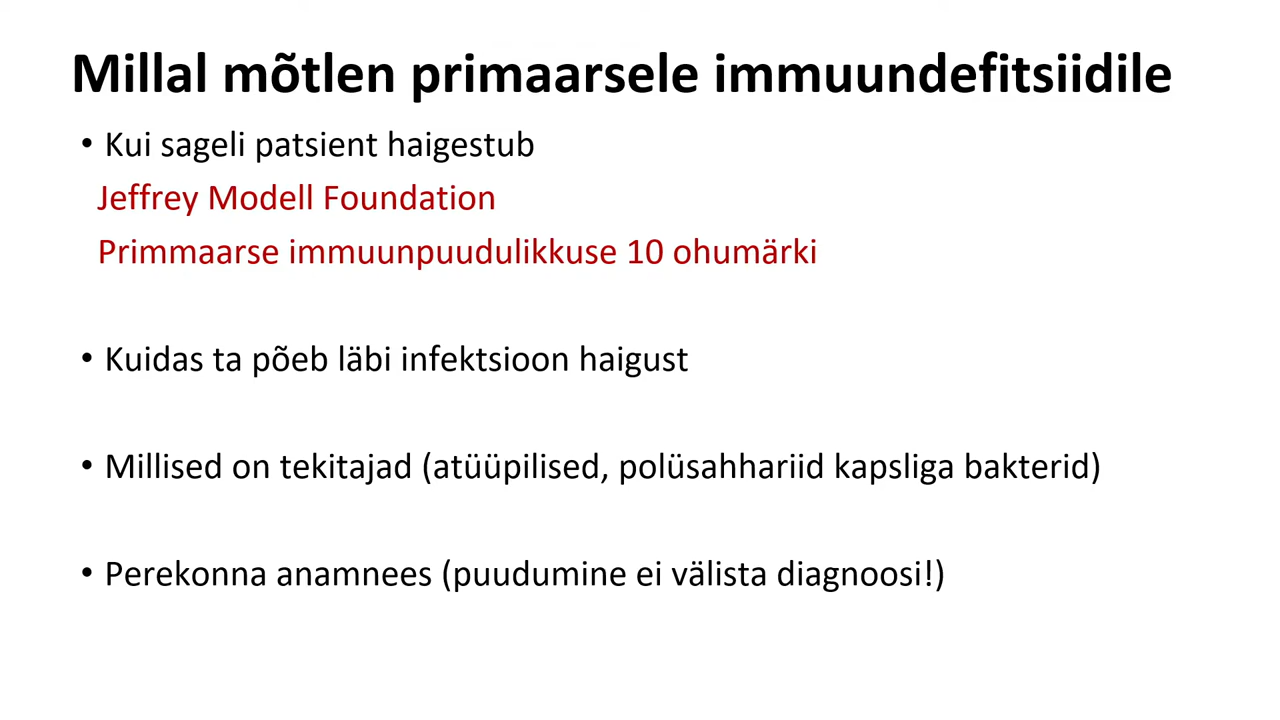 Millal mõtlen primaarsele immuundefitsiidile
• Kui sageli patsient haigestub
Jeffrey Modell Foundation
Primmaarse immuunpuudulikkuse 10 ohumärki
• Kuidas ta põeb läbi infektsioon haigust
• Millised on tekitajad (atüüpilised, polüsahhariid kapsliga bakterid)
• Perekonna anamnees (puudumine ei välista diagnoosi!)